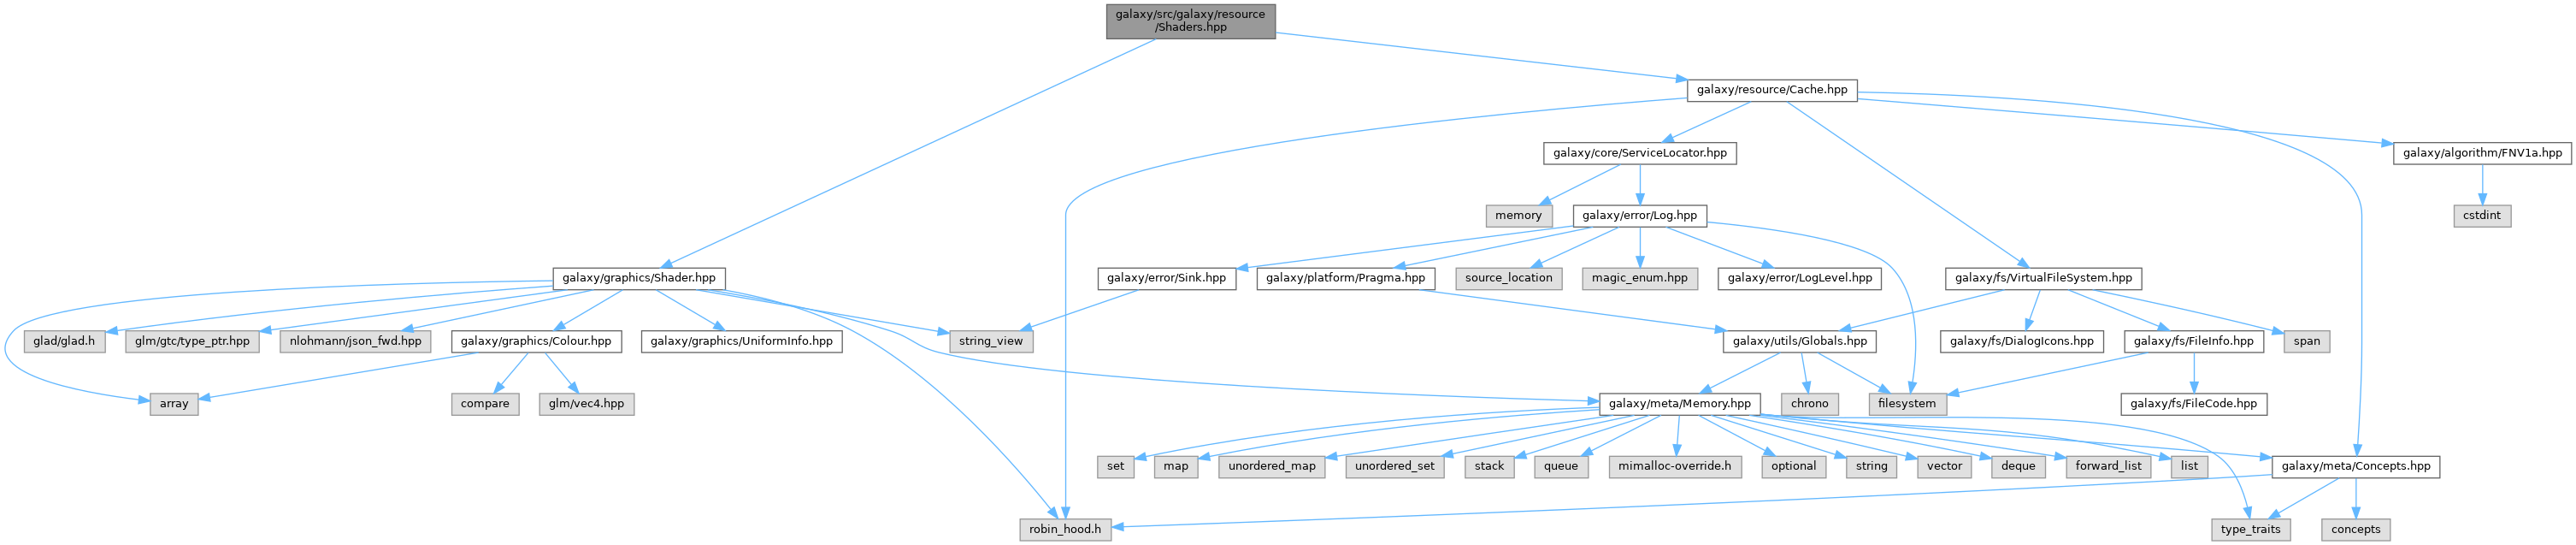 galaxy/src/galaxy/resource
/Shaders.hpp
galaxy/resource/Cache.hpp
galaxy/core/ServiceLocator.hpp
galaxy/algorithm/FNV1a.hpp
memory
galaxy/error/Log.hpp
cstdint
galaxy/graphics/Shader.hpp
galaxy/error/Sink.hpp
galaxy/platform/Pragma.hpp
source_location
magic_enum.hpp
galaxy/error/LogLevel.hpp
galaxy/fs/VirtualFileSystem.hpp
glad/glad.h
glm/gtc/type_ptr.hpp
nlohmann/json_fwd.hpp
galaxy/graphics/Colour.hpp
galaxy/graphics/UniformInfo.hpp
string_view
galaxy/utils/Globals.hpp
galaxy/fs/DialogIcons.hpp
galaxy/fs/FileInfo.hpp
span
array
compare
glm/vec4.hpp
galaxy/meta/Memory.hpp
chrono
filesystem
galaxy/fs/FileCode.hpp
set
map
unordered_map
unordered_set
stack
queue
mimalloc-override.h
optional
string
vector
deque
forward_list
list
galaxy/meta/Concepts.hpp
robin_hood.h
type_traits
concepts